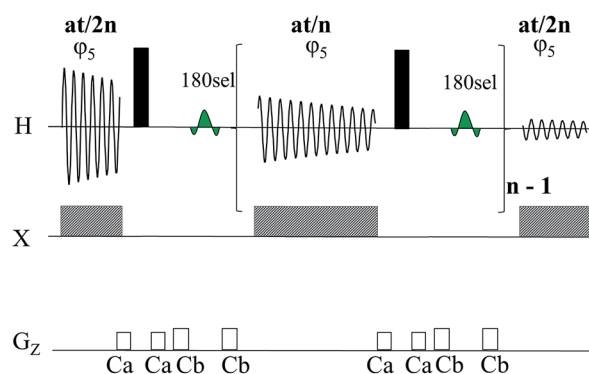 at/2n at/n at/2n
φ5 φ5 φ5
180sel 180sel
H
n - 1
X
GZ
Ca Ca Cb Cb Ca Ca Cb Cb